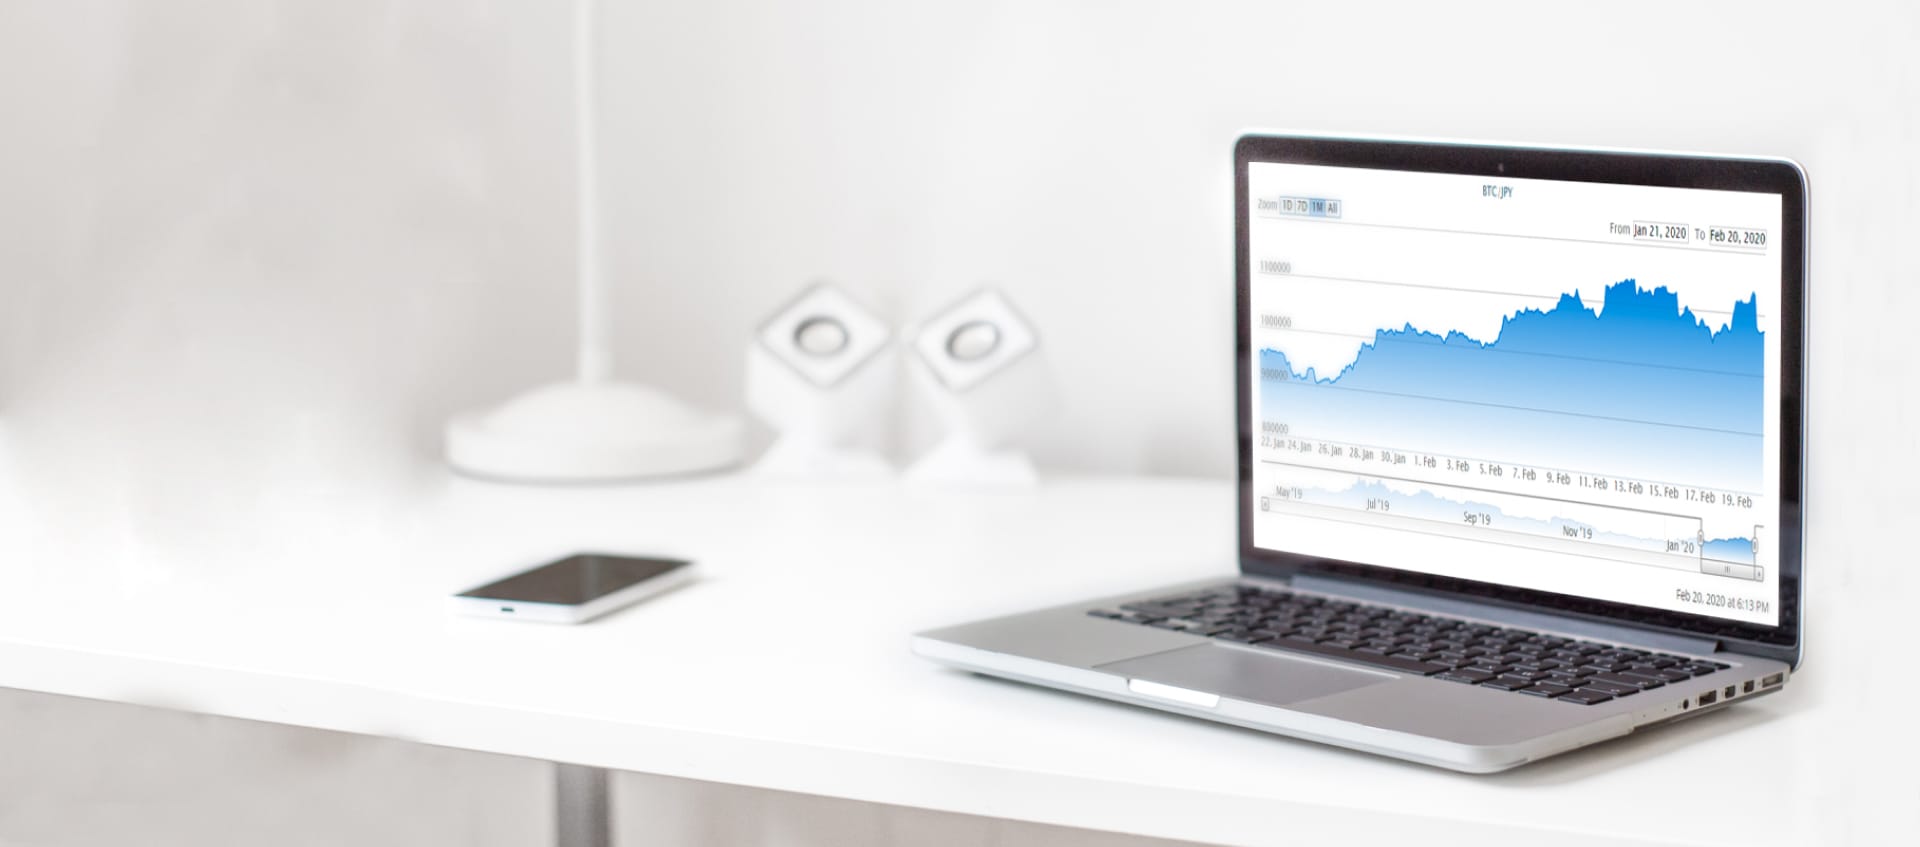 BTC/JPY
Zoom 1D 7D 1M All
From Jan 21, 2020 To Feb 20, 2020
1100000
1000000
900000
800000
22. Jan 24. Jan 26. Jan 28. Jan 30. Jan 1. Feb 3. Feb 5. Feb 7. Feb 9. Feb 11. Feb 13. Feb 15. Feb 17. Feb 19. Feb
May '19 Jul '19 Sep '19 Nov '19 Jan '20
Feb 20, 2020 at 6:13 PM